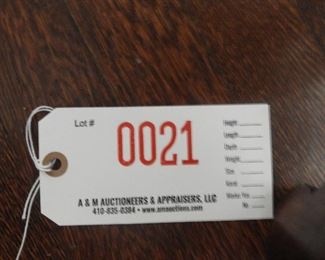 Lot #
0021
Height
Length
Depth
Weight
Size
A & M AUCTIONEERS & APPRAISERS, LLC
410-835-0384 • www.amauctions.com